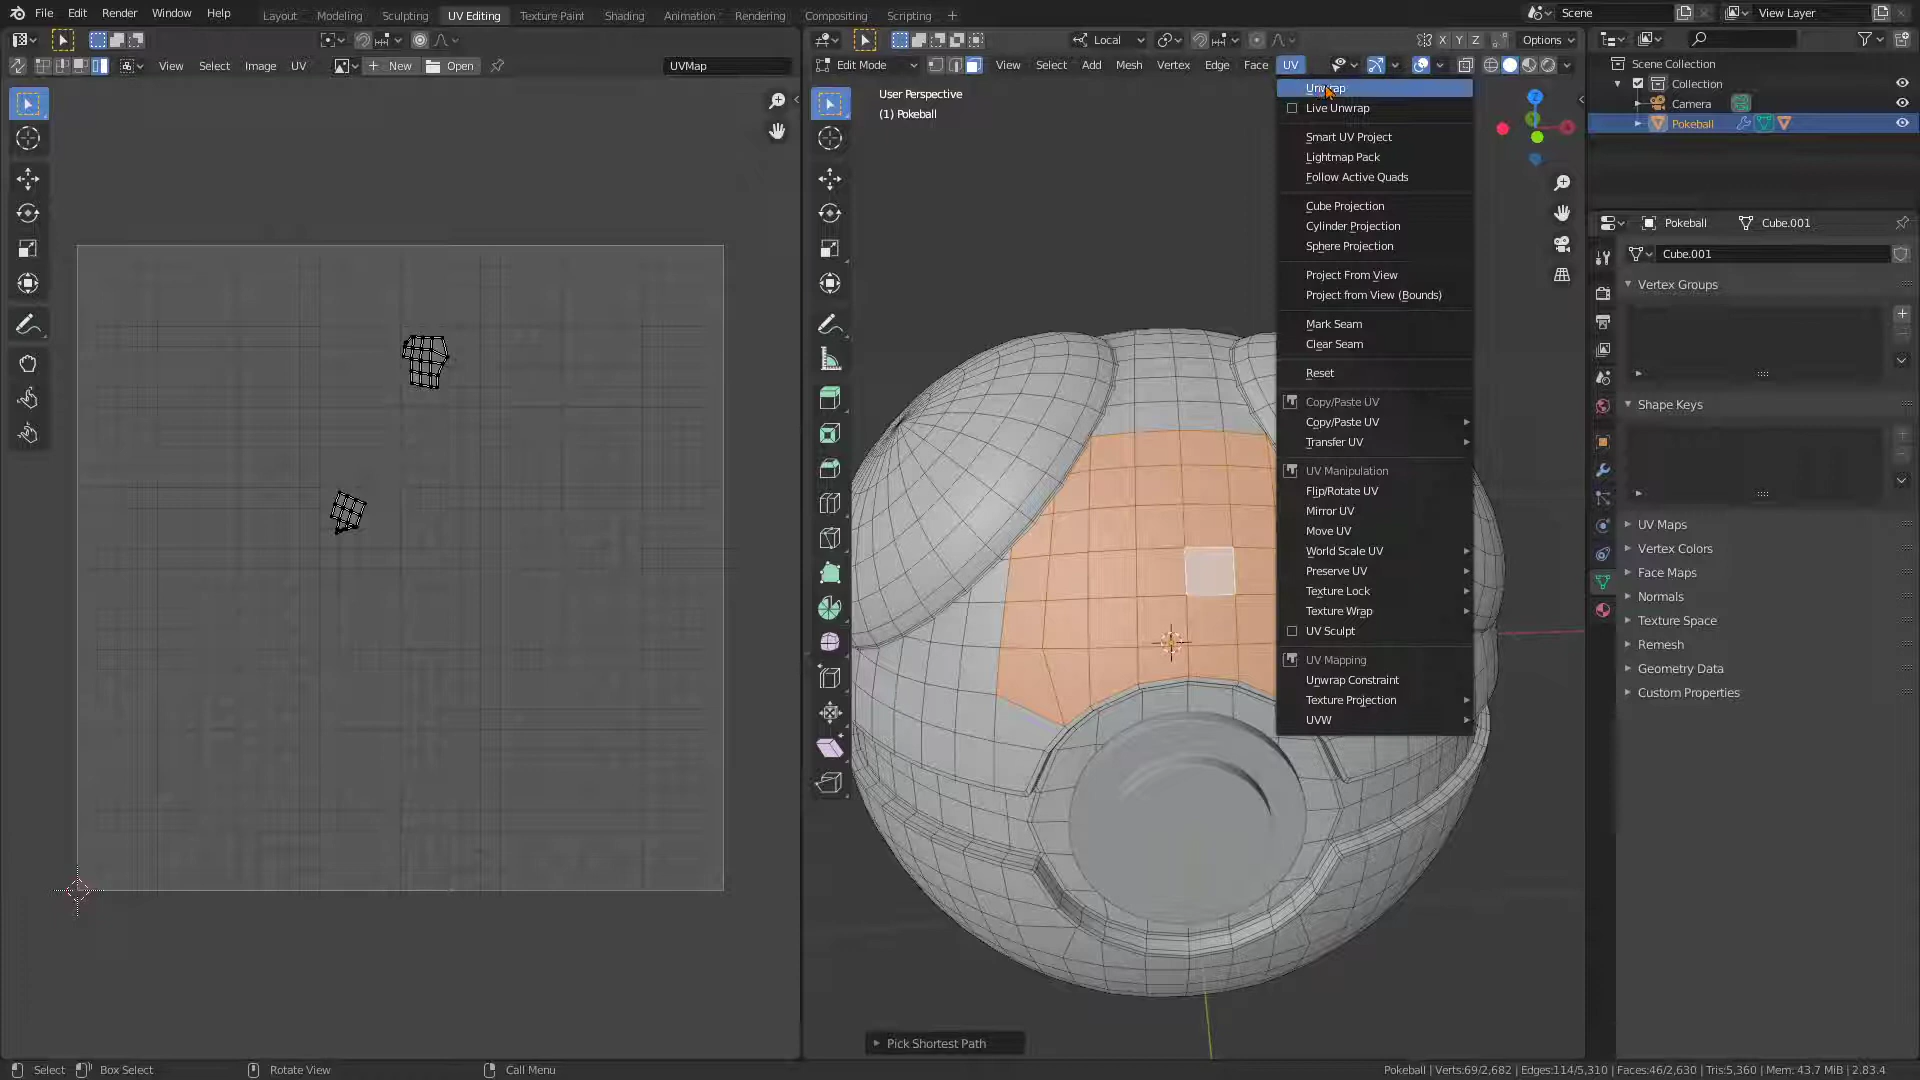 File Edit Render Window Help Layout Modeling Sculpting UV Editing Texture Paint Shading Animation Rendering Compositing Scripting Scene View Layer
Local X Y Z Options
View Select Image UV New Open UVMap Edit Mode View Select Add Mesh Vertex Edge Face UV
Scene Collection
Collection
Camera
Pokeball
User Perspective
(1) Pokeball
Unwrap
Live Unwrap
Smart UV Project
Lightmap Pack
Follow Active Quads
Cube Projection
Cylinder Projection
Sphere Projection
Project From View
Project from View (Bounds)
Mark Seam
Clear Seam
Reset
Copy/Paste UV
Copy/Paste UV
Transfer UV
UV Manipulation
Flip/Rotate UV
Mirror UV
Move UV
World Scale UV
Preserve UV
Texture Lock
Texture Wrap
UV Sculpt
UV Mapping
Unwrap Constraint
Texture Projection
UVW
Z
Pokeball Cube.001
Cube.001
Vertex Groups
Shape Keys
UV Maps
Vertex Colors
Face Maps
Normals
Texture Space
Remesh
Geometry Data
Custom Properties
Pick Shortest Path
Select Box Select Rotate View Call Menu Pokeball | Verts:69/2,682 | Edges:114/5,310 | Faces:46/2,630 | Tris:5,360 | Mem: 43.7 MiB | 2.83.4